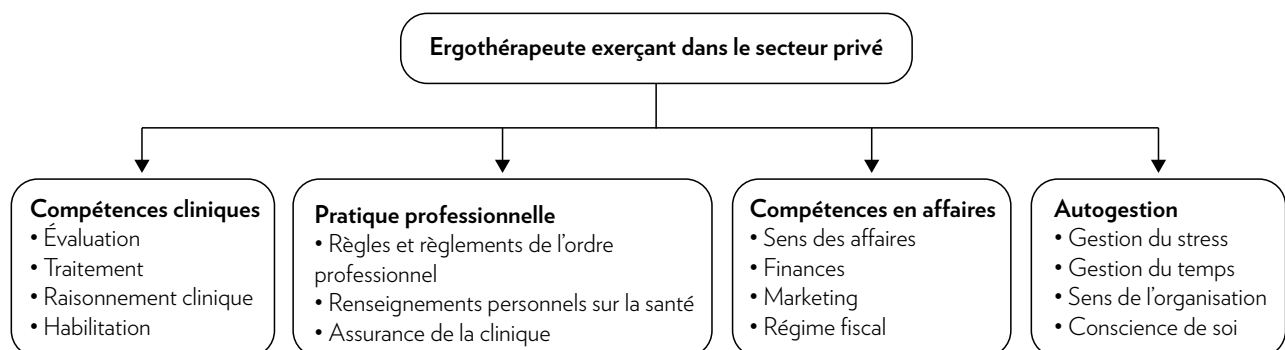 Ergothérapeute exerçant dans le secteur privé
Compétences cliniques
• Évaluation
• Traitement
• Raisonnement clinique
• Habilitation
Pratique professionnelle
• Règles et règlements de l’ordre
professionnel
• Renseignements personnels sur la santé
• Assurance de la clinique
Compétences en affaires
• Sens des affaires
• Finances
• Marketing
• Régime fiscal
Autogestion
• Gestion du stress
• Gestion du temps
• Sens de l’organisation
• Conscience de soi